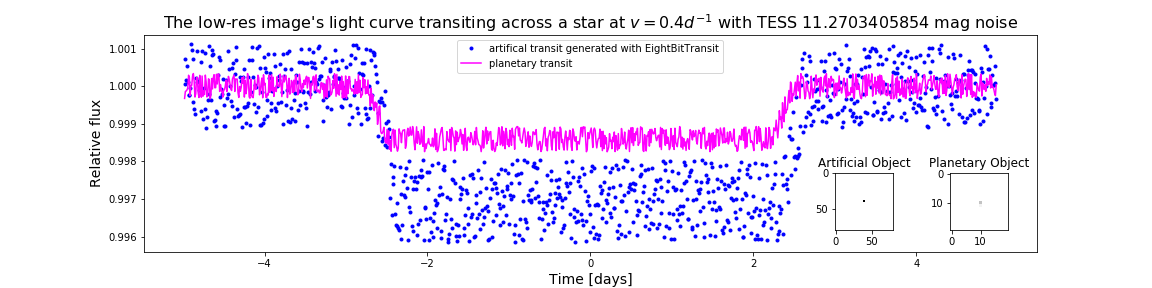 The low-res image's light curve transiting across a star at v = 0.4d⁻¹ with TESS 11.2703405854 mag noise
artifical transit generated with EightBitTransit
planetary transit
Relative flux
1.001
1.000
0.999
0.998
0.997
0.996
Artificial Object
0
50
0
50
Planetary Object
0
10
0
10
−4
−2
0
2
4
Time [days]